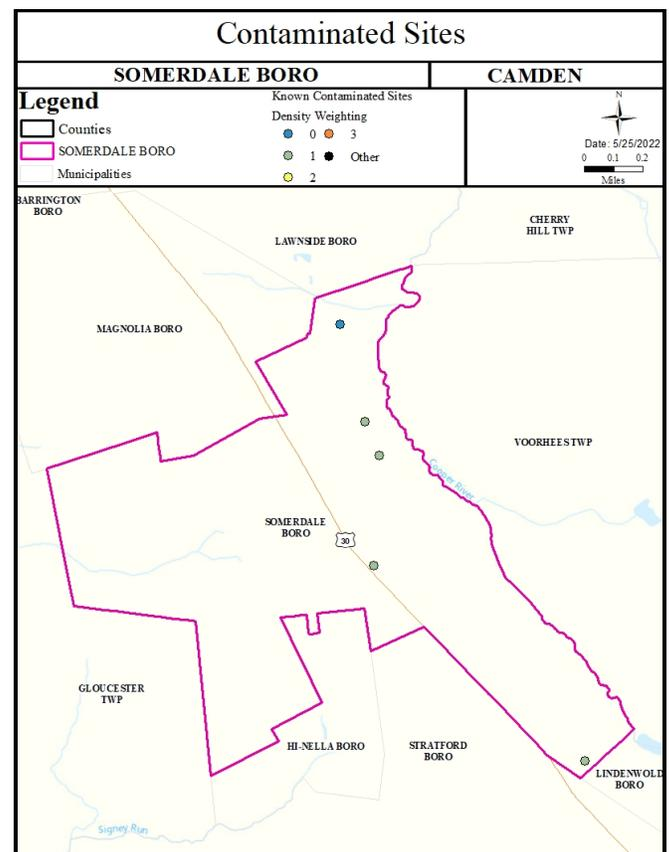 Contaminated Sites
SOMERDALE BORO
CAMDEN
Legend
Counties
SOMERDALE BORO
Municipalities
Known Contaminated Sites
Density Weighting
0
3
1
Other
2
N
Date: 5/25/2022
0 0.1 0.2
Miles
BARRINGTON
BORO
LAWNSIDE BORO
CHERRY
HILL TWP
MAGNOLIA BORO
VOORHEES TWP
Cooper River
SOMERDALE
BORO
30
GLOUCESTER
TWP
HI-NELLA BORO
STRATFORD
BORO
LINDENWOLD
BORO
Signey Run